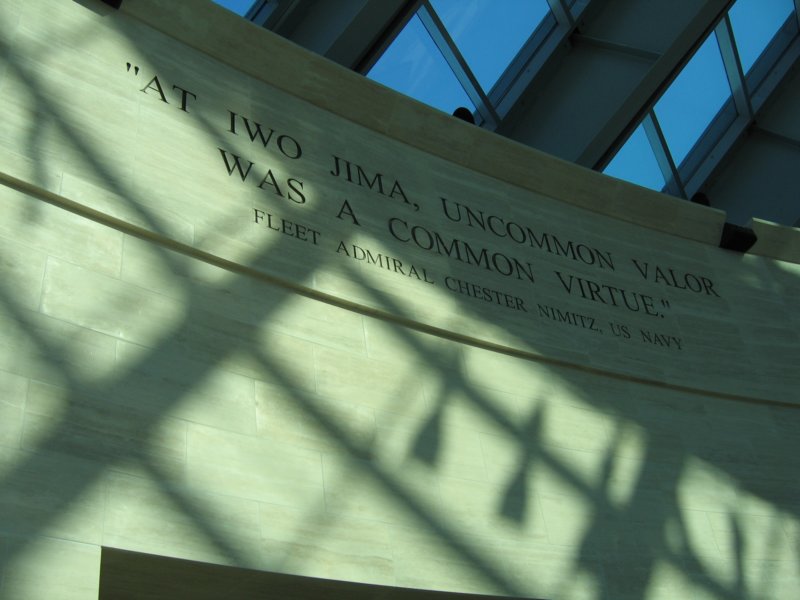 "AT IWO JIMA, UNCOMMON VALOR
WAS A COMMON VIRTUE."
FLEET ADMIRAL CHESTER NIMITZ, US NAVY